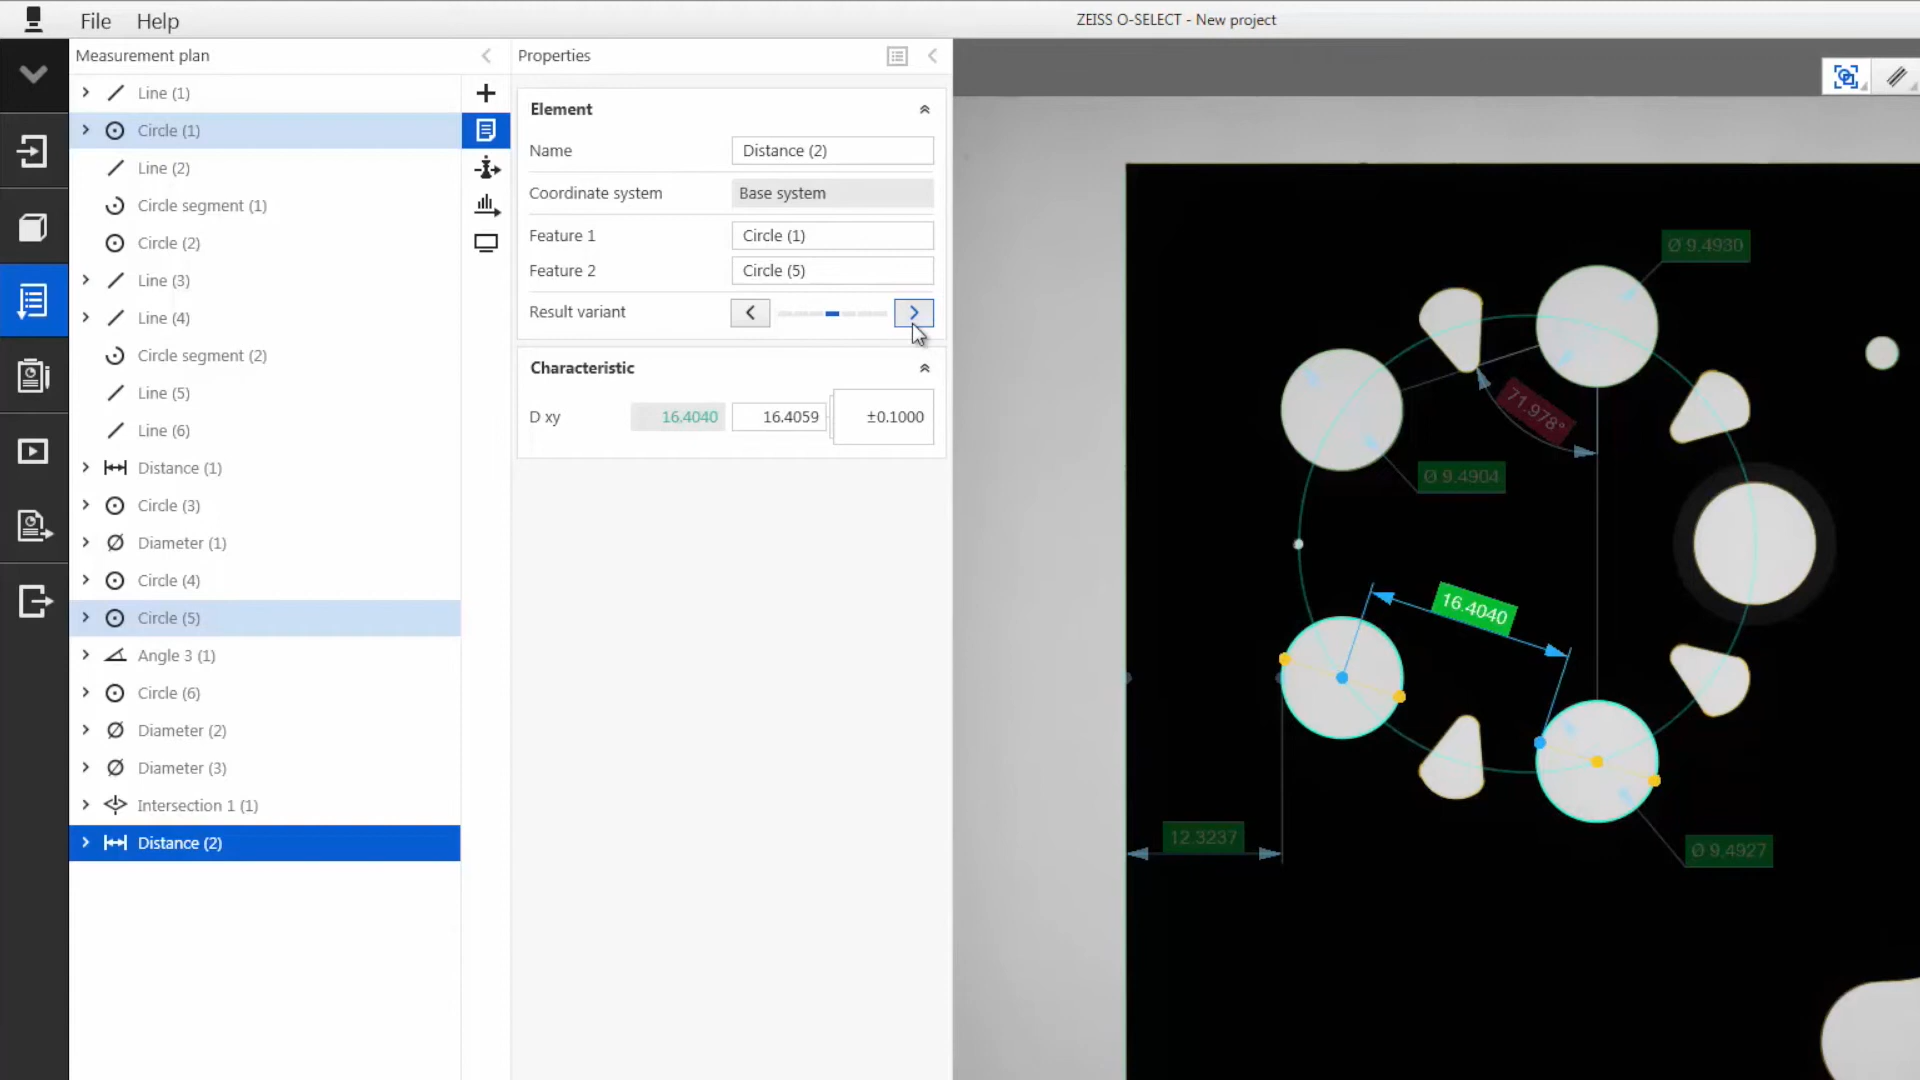 File Help
ZEISS O-SELECT - New project
Measurement plan
Line (1)
Circle (1)
Line (2)
Circle segment (1)
Circle (2)
Line (3)
Line (4)
Circle segment (2)
Line (5)
Line (6)
Distance (1)
Circle (3)
Diameter (1)
Circle (4)
Circle (5)
Angle 3 (1)
Circle (6)
Diameter (2)
Diameter (3)
Intersection 1 (1)
Distance (2)
Properties
Element
Name Distance (2)
Coordinate system Base system
Feature 1 Circle (1)
Feature 2 Circle (5)
Result variant
Characteristic
D xy 16.4040 16.4059 ±0.1000
Ø 9.4930
71.978°
Ø 9.4904
16.4040
12.3237
Ø 9.4927